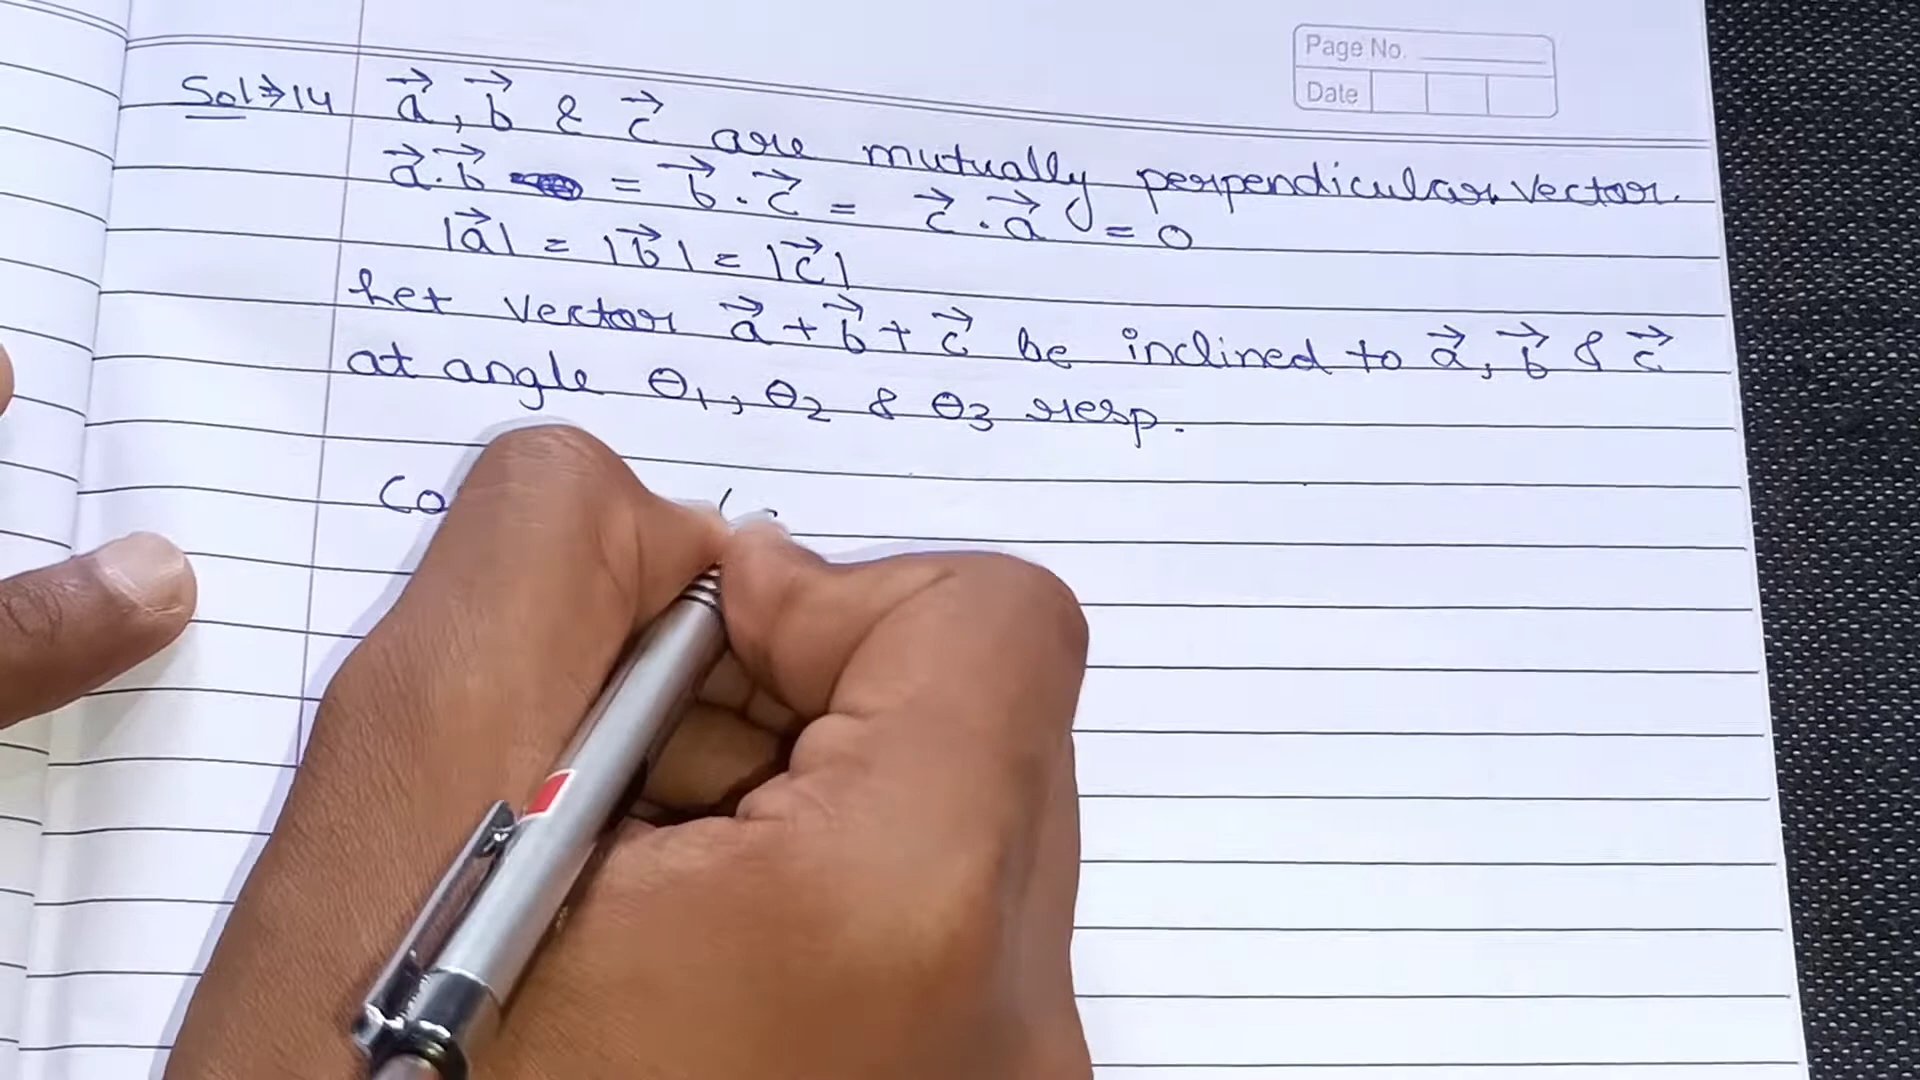 Page No.
Date
Sol⇒14 a⃗, b⃗ & c⃗ are mutually perpendicular vector.
a⃗.b⃗ = b⃗.c⃗ = c⃗.a⃗ = 0
|a⃗| = |b⃗| = |c⃗|
Let vector a⃗+b⃗+c⃗ be inclined to a⃗, b⃗ & c⃗
at angle θ1, θ2 & θ3 resp.